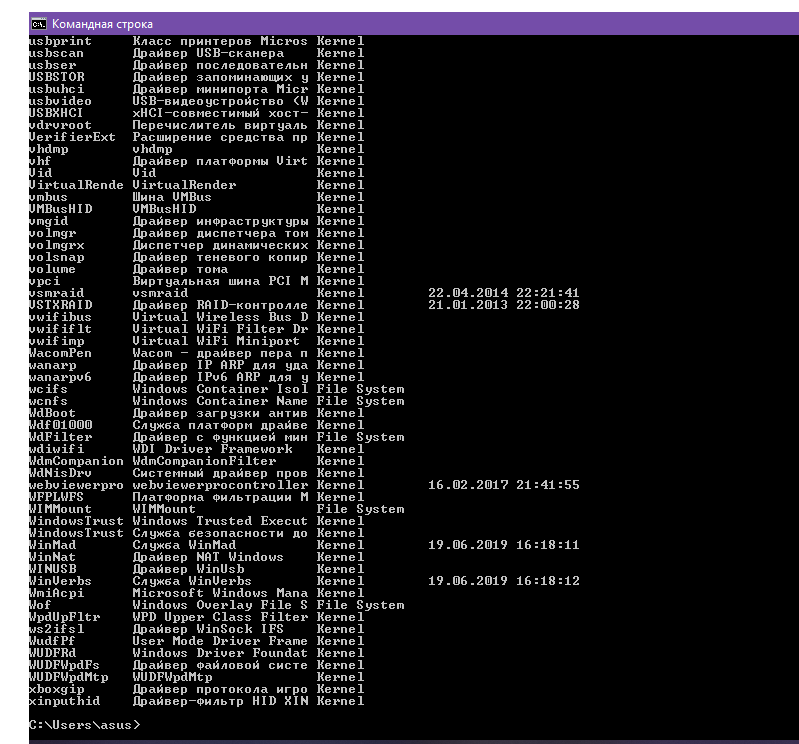 Командная строка
usbprint Класс принтеров Micros Kernel
usbscan Драйвер USB-сканера Kernel
usbser Драйвер последовательн Kernel
USBSTOR Драйвер запоминающих у Kernel
usbuhci Драйвер минипорта Micr Kernel
usbvideo USB-видеоустройство (W Kernel
USBXHCI xHCI-совместимый хост- Kernel
vdrvroot Перечислитель виртуаль Kernel
VerifierExt Расширение средства пр Kernel
vhdmp vhdmp Kernel
vhf Драйвер платформы Virt Kernel
Vid Vid Kernel
VirtualRende VirtualRender Kernel
vmbus Шина VMBus Kernel
VMBusHID VMBusHID Kernel
vmgid Драйвер инфраструктуры Kernel
volmgr Драйвер диспетчера том Kernel
volmgrx Диспетчер динамических Kernel
volsnap Драйвер теневого копир Kernel
volume Драйвер тома Kernel
vpci Виртуальная шина PCI M Kernel
vsmraid vsmraid Kernel 22.04.2014 22:21:41
VSTXRAID Драйвер RAID-контролле Kernel 21.01.2013 22:00:28
vwifibus Virtual Wireless Bus D Kernel
vwififlt Virtual WiFi Filter Dr Kernel
vwifimp Virtual WiFi Miniport Kernel
WacomPen Wacom - драйвер пера п Kernel
wanarp Драйвер IP ARP для уда Kernel
wanarpv6 Драйвер IPv6 ARP для у Kernel
wcifs Windows Container Isol File System
wcnfs Windows Container Name File System
WdBoot Драйвер загрузки антив Kernel
Wdf01000 Служба платформ драйве Kernel
WdFilter Драйвер с функцией мин File System
wdiwifi WDI Driver Framework Kernel
WdmCompanion WdmCompanionFilter Kernel
WdNisDrv Системный драйвер пров Kernel
webviewerpro webviewerprocontroller Kernel 16.02.2017 21:41:55
WFPLWFS Платформа фильтрации M Kernel
WIMMount WIMMount File System
WindowsTrust Windows Trusted Execut Kernel
WindowsTrust Служба безопасности до Kernel
WinMad Служба WinMad Kernel 19.06.2019 16:18:11
WinNat Драйвер NAT Windows Kernel
WINUSB Драйвер WinUsb Kernel
WinVerbs Служба WinVerbs Kernel 19.06.2019 16:18:12
WmiAcpi Microsoft Windows Mana Kernel
Wof Windows Overlay File S File System
WpdUpFltr WPD Upper Class Filter Kernel
ws2ifsl Драйвер WinSock IFS Kernel
WudfPf User Mode Driver Frame Kernel
WUDFRd Windows Driver Foundat Kernel
WUDFWpdFs Драйвер файловой систе Kernel
WUDFWpdMtp WUDFWpdMtp Kernel
xboxgip Драйвер протокола игро Kernel
xinputhid Драйвер-фильтр HID XIN Kernel
C:\Users\asus>